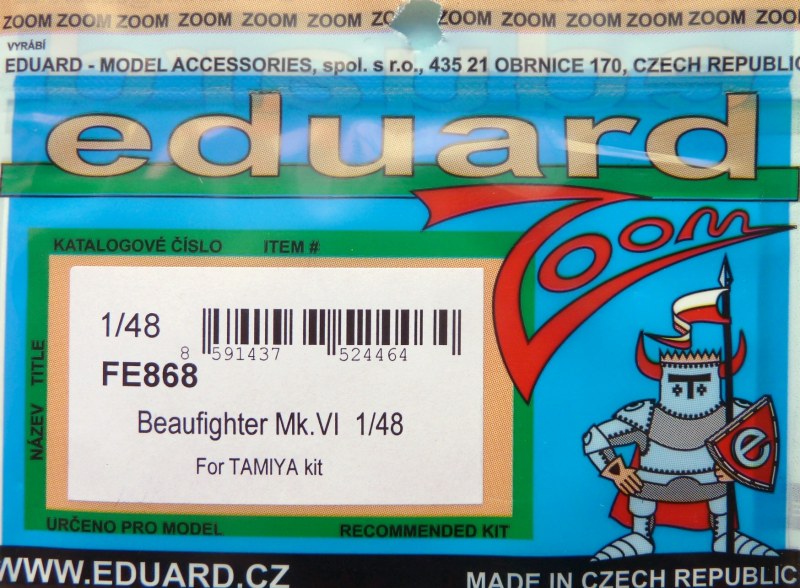 ZOOM ZOOM ZOOM ZOOM ZOOM ZOOM ZOOM ZOOM ZOOM ZOOM ZOOM ZOOM
VYRÁBÍ
EDUARD - MODEL ACCESSORIES, spol. s r.o., 435 21 OBRNICE 170, CZECH REPUBLIC
eduard
Zoom
KATALOGOVÉ ČÍSLO ITEM #
1/48
8 591437 524464
FE868
NÁZEV TITLE
Beaufighter Mk.VI 1/48
For TAMIYA kit
e
URČENO PRO MODEL RECOMMENDED KIT
WWW.EDUARD.CZ
MADE IN CZECH REPUBLIC